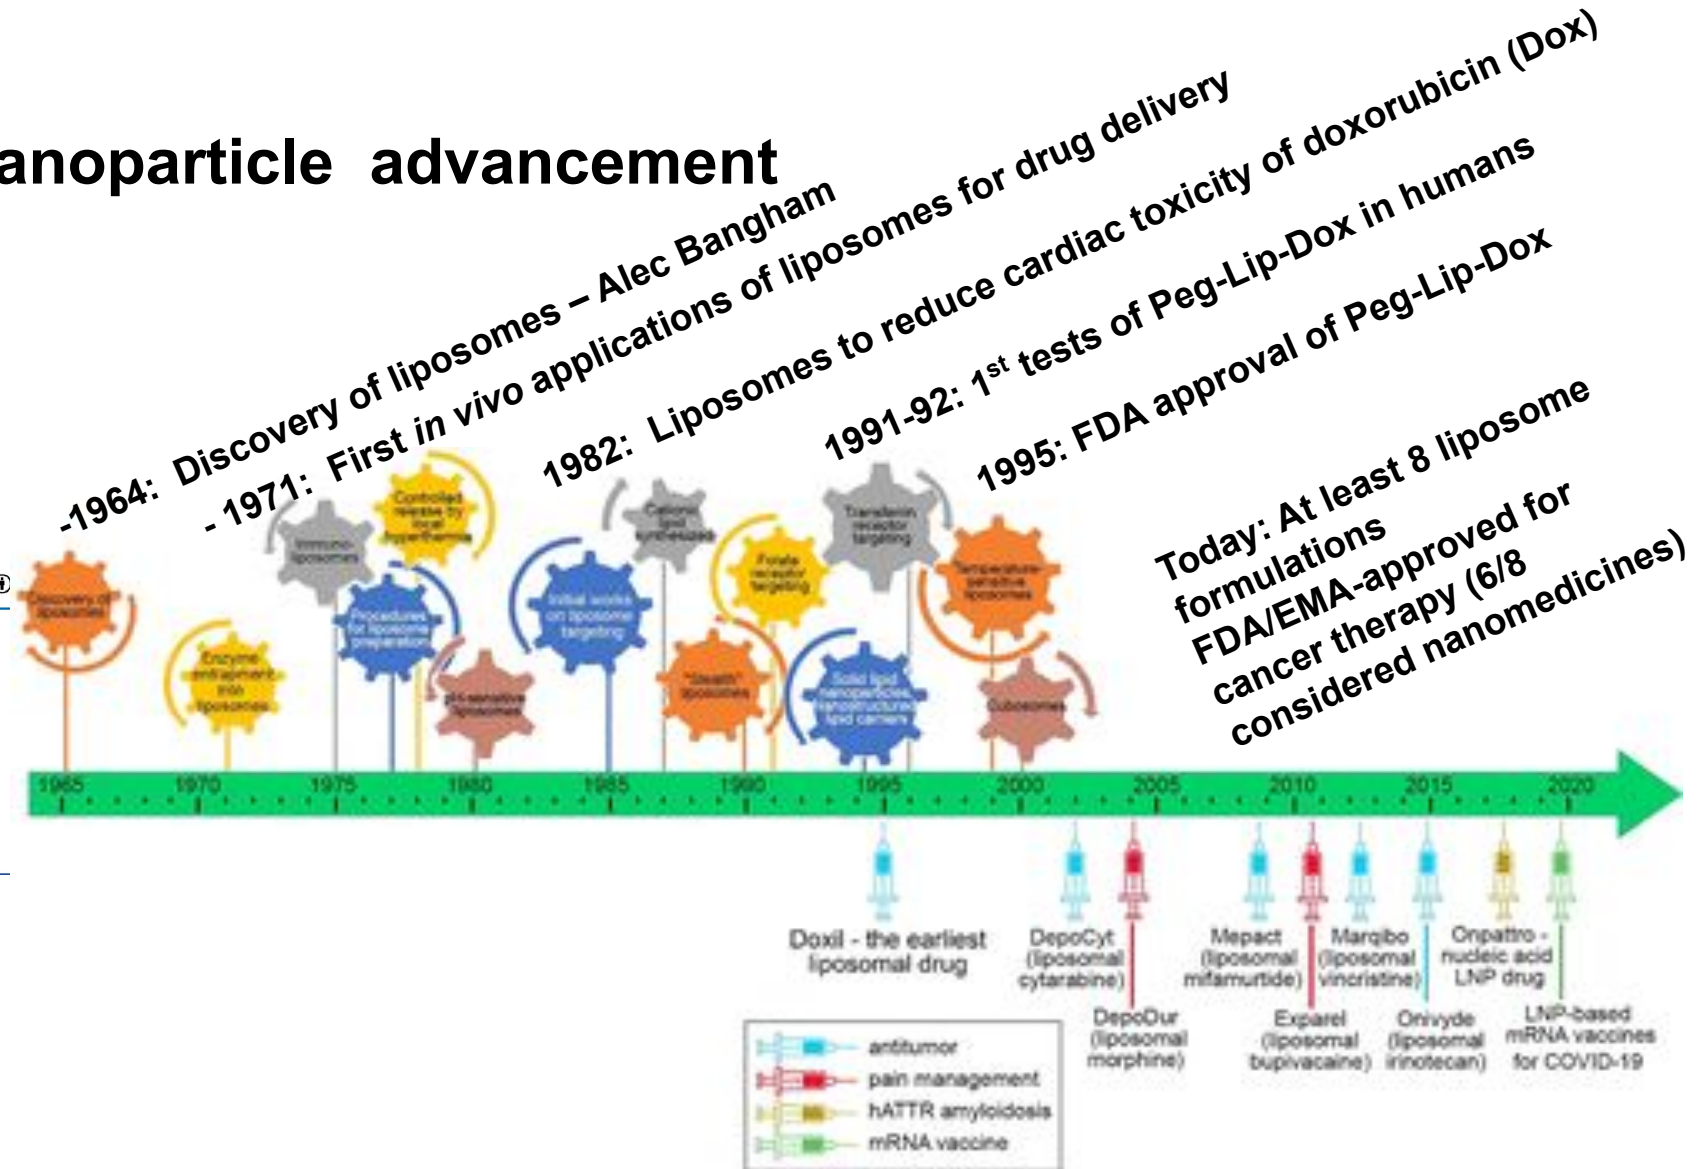 anoparticle advancement
-1964: Discovery of liposomes – Alec Bangham
- 1971: First in vivo applications of liposomes for drug delivery
1982: Liposomes to reduce cardiac toxicity of doxorubicin (Dox)
1991-92: 1st tests of Peg-Lip-Dox in humans
1995: FDA approval of Peg-Lip-Dox
Today: At least 8 liposome
formulations
FDA/EMA-approved for
cancer therapy (6/8
considered nanomedicines)
Discovery of
liposomes
Enzyme
entrapment
into
liposomes
Immuno-
liposomes
Controlled
release by
local
hyperthermia
Procedures
for liposome
preparation
pH-sensitive
liposomes
Initial works
on liposome
targeting
Cationic
lipid
synthesized
"Stealth"
liposomes
Folate
receptor
targeting
Transferrin
receptor
targeting
Solid lipid
nanoparticles,
nanostructured
lipid carriers
Temperature-
sensitive
liposomes
Cubosomes
1965 1970 1975 1980 1985 1990 1995 2000 2005 2010 2015 2020
Doxil - the earliest
liposomal drug
DepoCyt
(liposomal
cytarabine)
DepoDur
(liposomal
morphine)
Mepact
(liposomal
mifamurtide)
Exparel
(liposomal
bupivacaine)
Marqibo
(liposomal
vincristine)
Onivyde
(liposomal
irinotecan)
Onpattro -
nucleic acid
LNP drug
LNP-based
mRNA vaccines
for COVID-19
antitumor
pain management
hATTR amyloidosis
mRNA vaccine